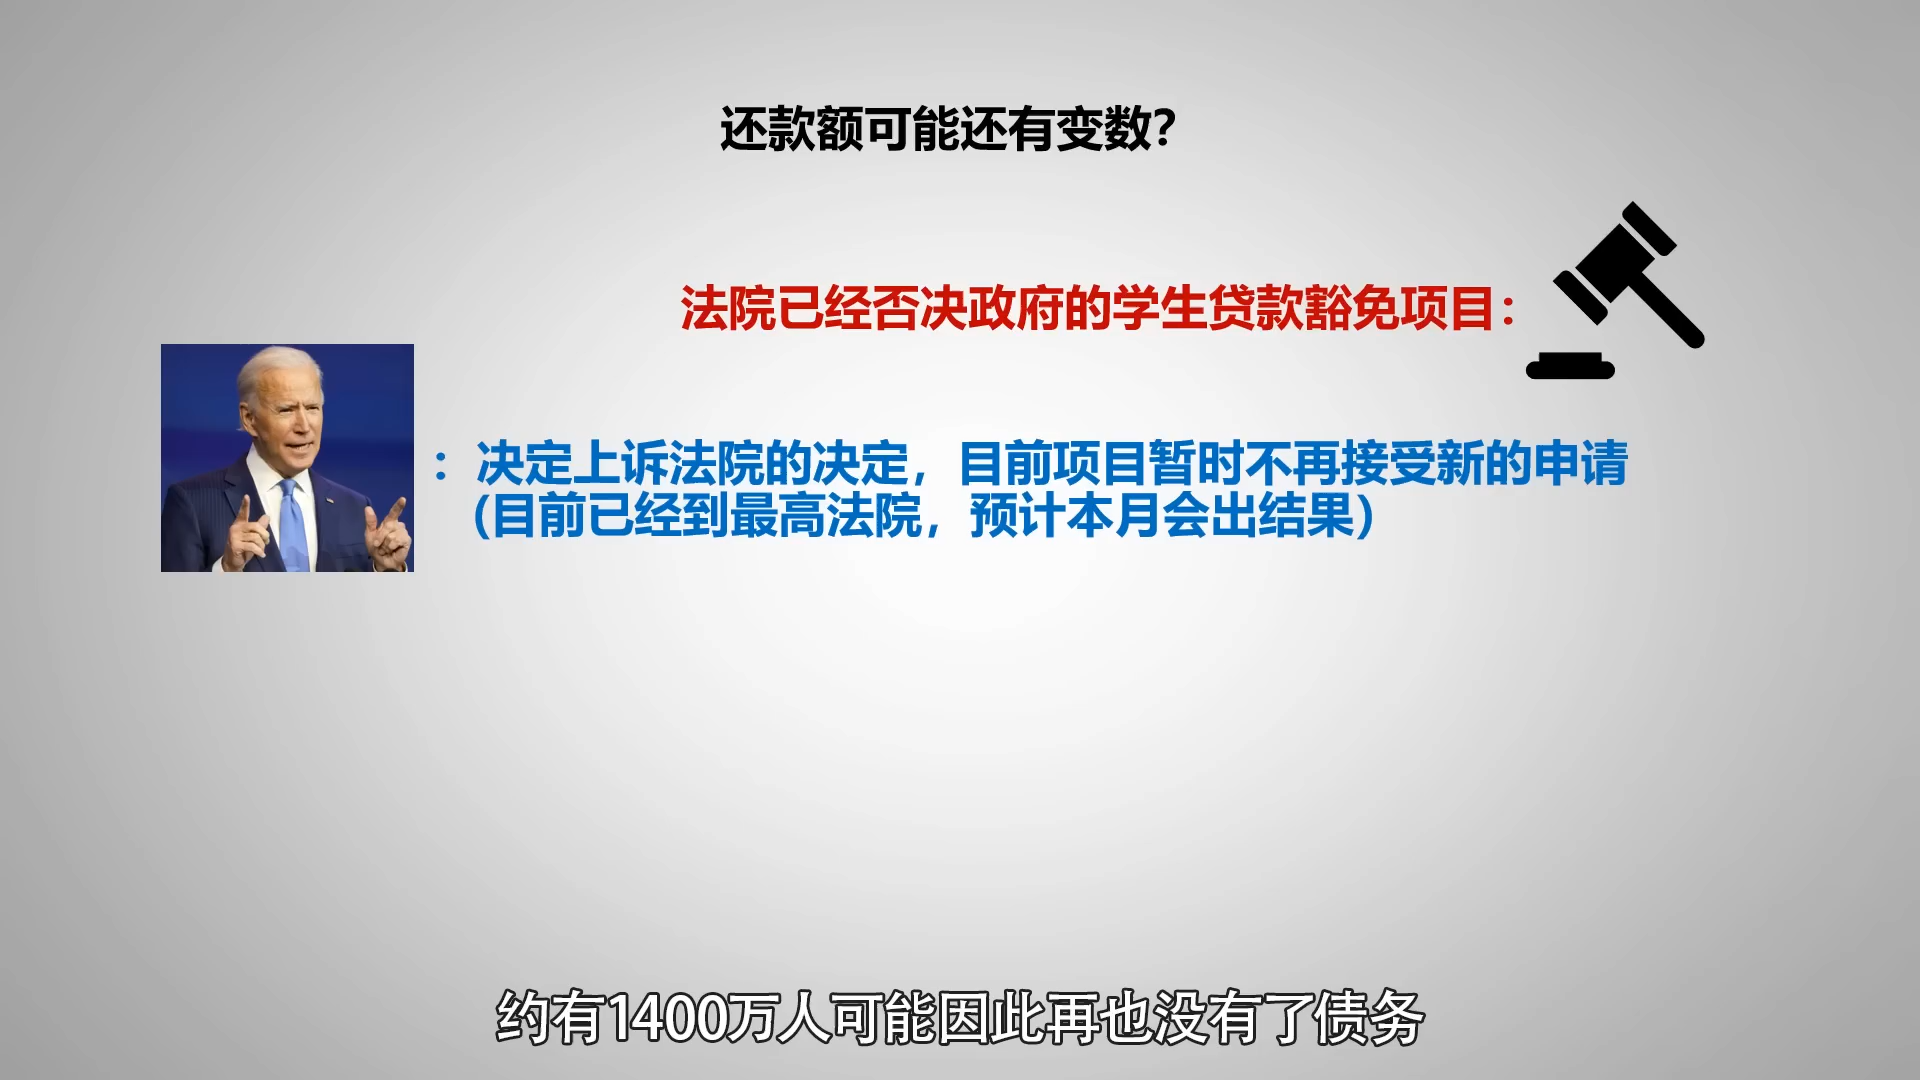 还款额可能还有变数?
法院已经否决政府的学生贷款豁免项目：
：决定上诉法院的决定，目前项目暂时不再接受新的申请
(目前已经到最高法院，预计本月会出结果)
约有1400万人可能因此再也没有了债务